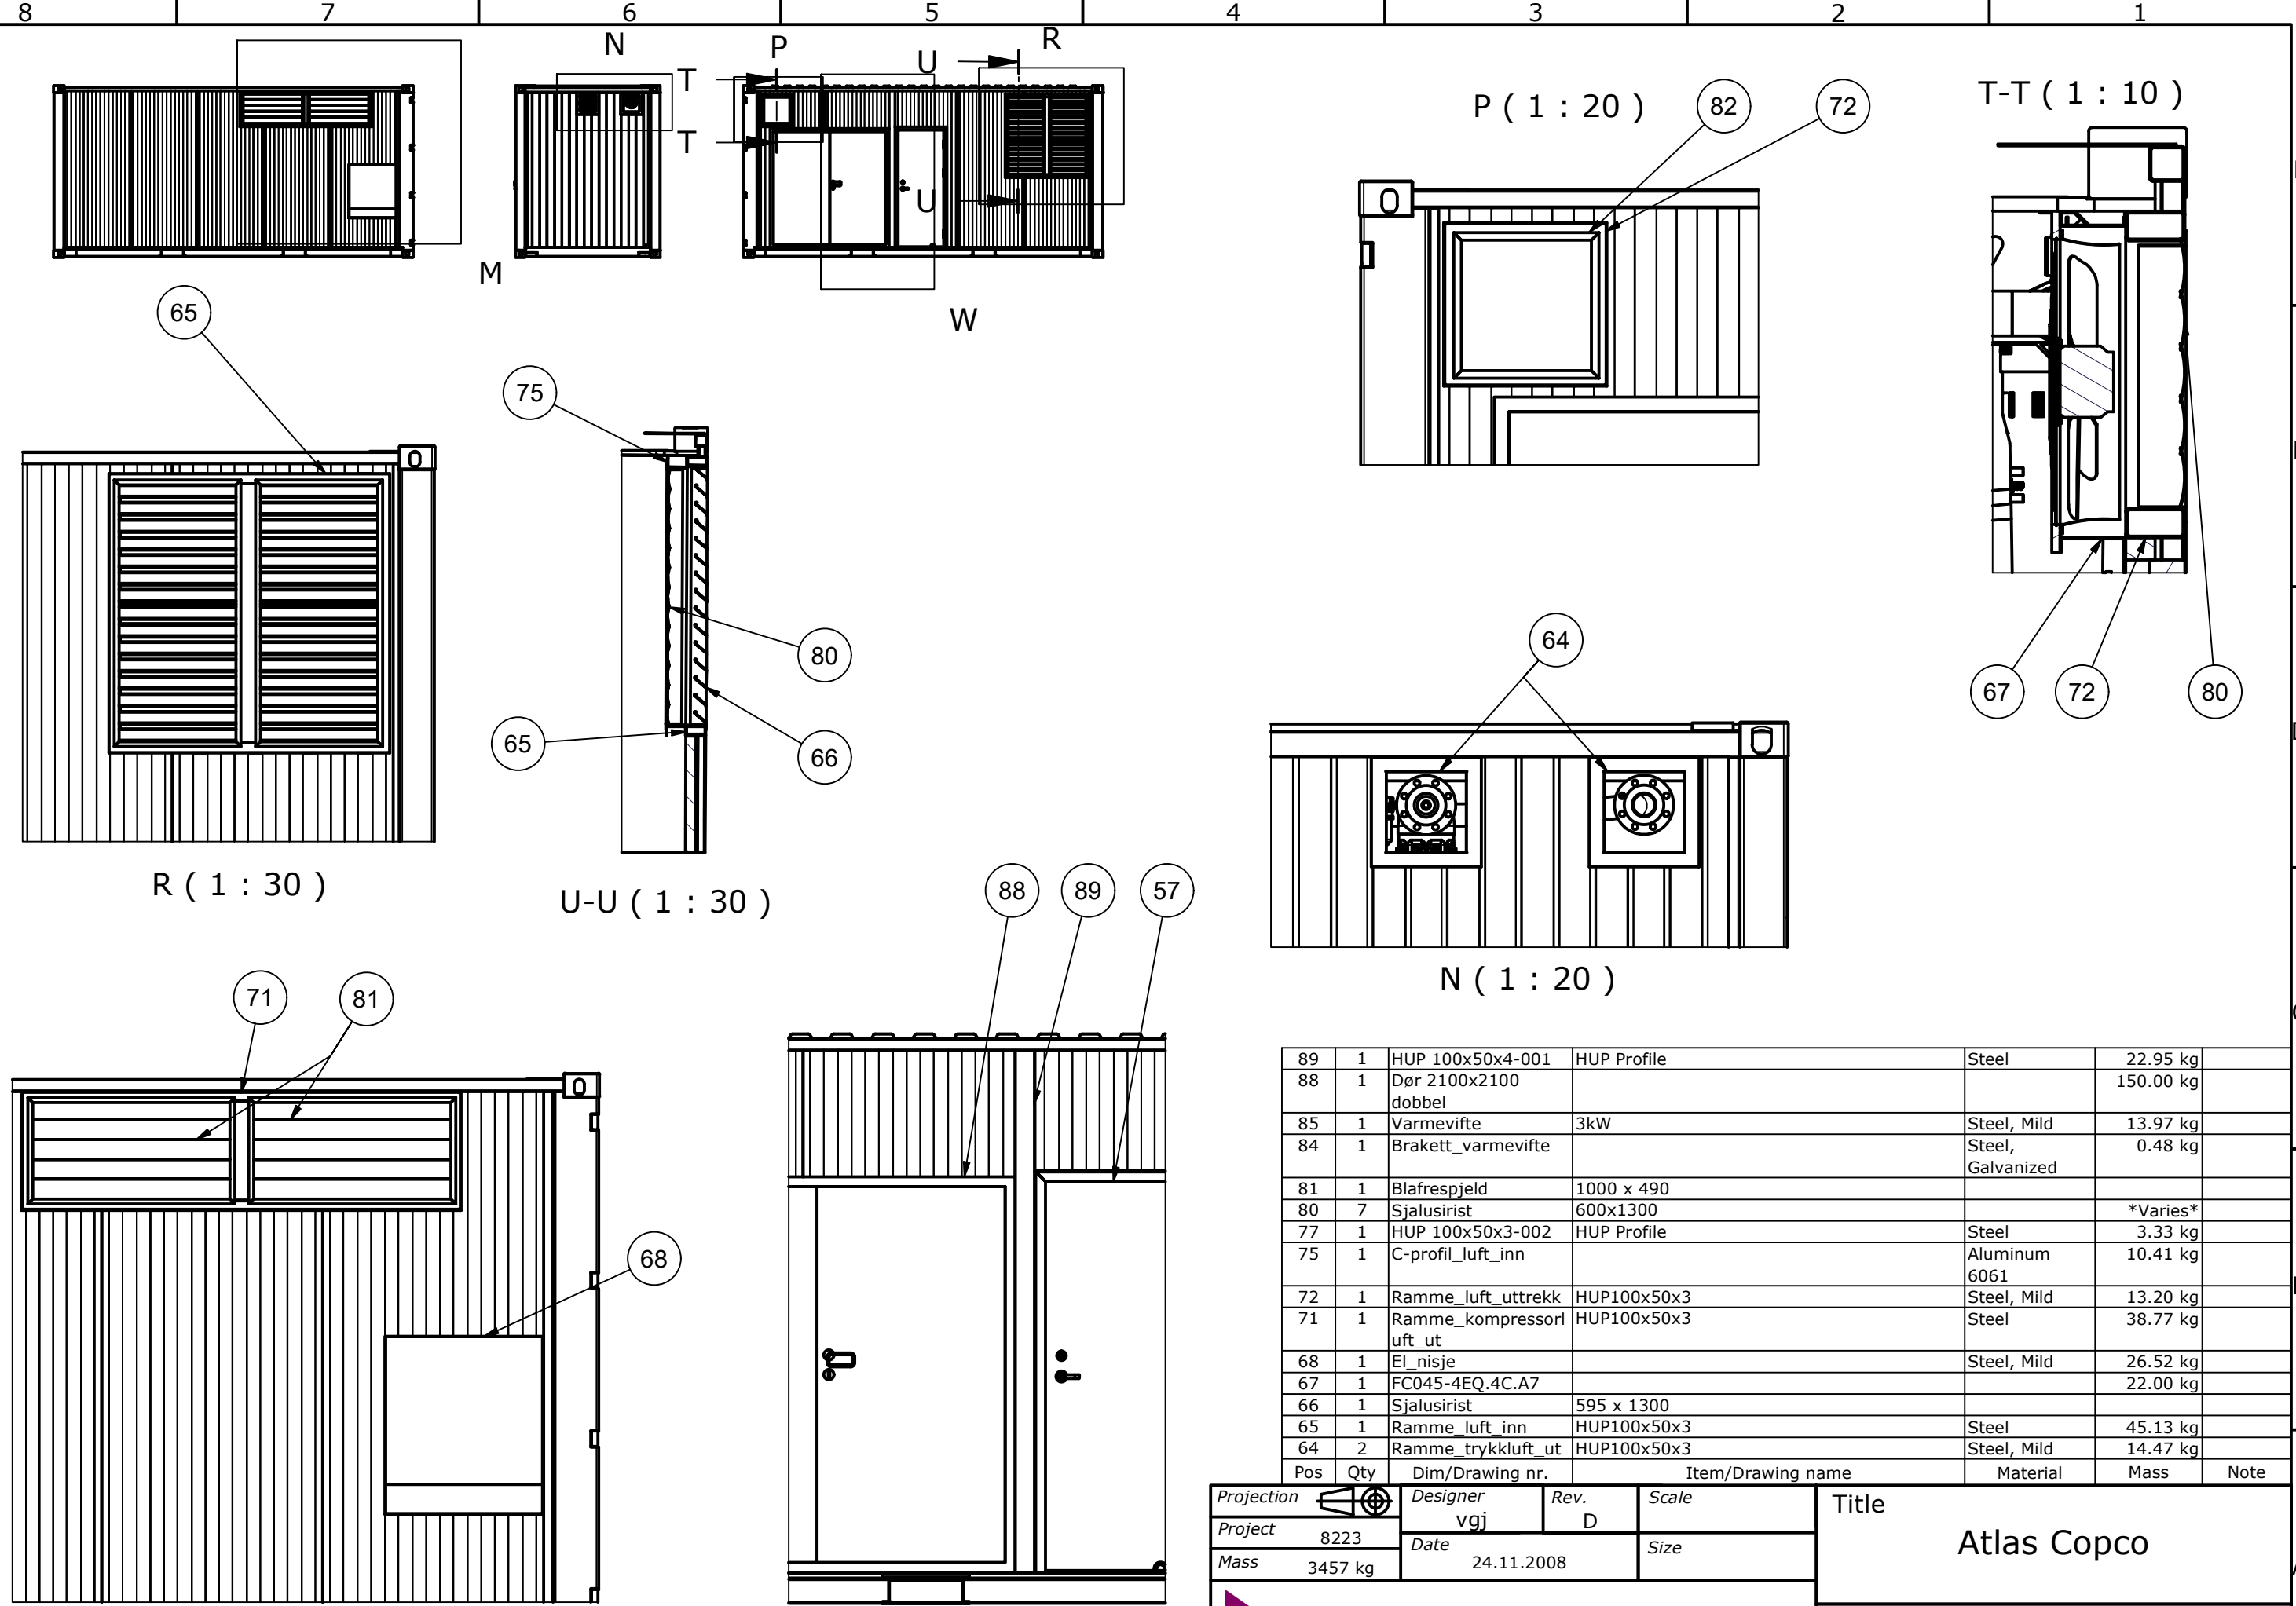 8 7 6 5 4 3 2 1
N P U R
T
T
U
M
W
P ( 1 : 20 ) 82 72
T-T ( 1 : 10 )
65
75
80
65
66
R ( 1 : 30 )
U-U ( 1 : 30 )
64
67 72 80
N ( 1 : 20 )
71 81
68
88 89 57
89 1 HUP 100x50x4-001 HUP Profile Steel 22.95 kg
88 1 Dør 2100x2100 150.00 kg
dobbel
85 1 Varmevifte 3kW Steel, Mild 13.97 kg
84 1 Brakett_varmevifte Steel, 0.48 kg
Galvanized
81 1 Blafrespjeld 1000 x 490
80 7 Sjalusirist 600x1300 *Varies*
77 1 HUP 100x50x3-002 HUP Profile Steel 3.33 kg
75 1 C-profil_luft_inn Aluminum 10.41 kg
6061
72 1 Ramme_luft_uttrekk HUP100x50x3 Steel, Mild 13.20 kg
71 1 Ramme_kompressorl HUP100x50x3 Steel 38.77 kg
uft_ut
68 1 El_nisje Steel, Mild 26.52 kg
67 1 FC045-4EQ.4C.A7 22.00 kg
66 1 Sjalusirist 595 x 1300
65 1 Ramme_luft_inn HUP100x50x3 Steel 45.13 kg
64 2 Ramme_trykkluft_ut HUP100x50x3 Steel, Mild 14.47 kg
Pos Qty Dim/Drawing nr. Item/Drawing name Material Mass Note
Projection
Designer
vgj
Rev.
D
Scale
Title
Atlas Copco
Project
8223
Date
24.11.2008
Size
Mass
3457 kg